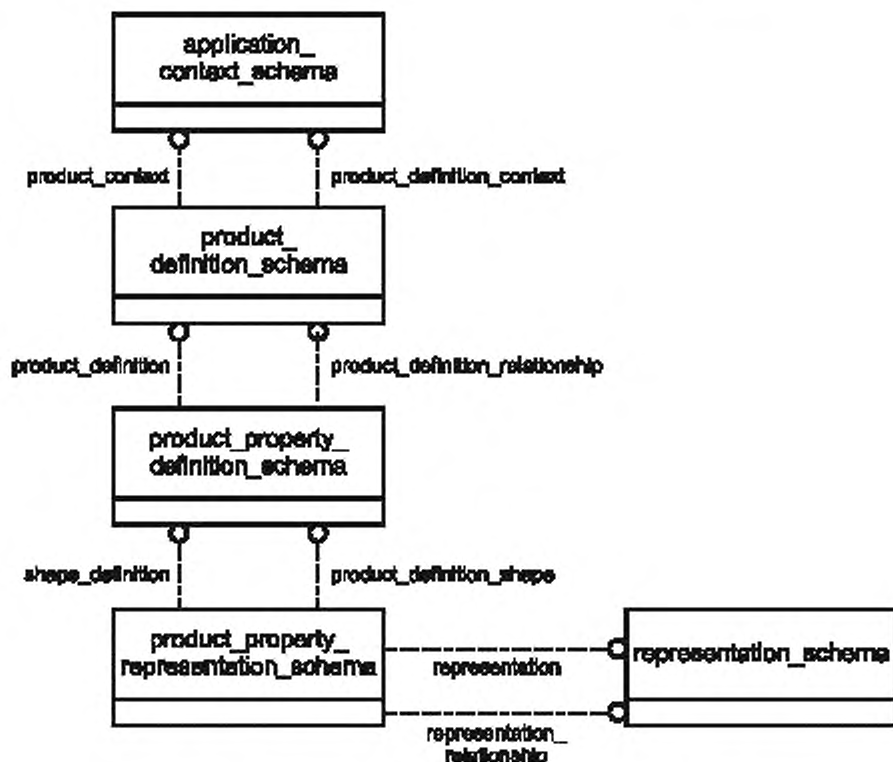 application_
context_schema
product_context
product_definition_context
product_
definition_schema
product_definition
product_definition_relationship
product_property_
definition_schema
shape_definition
product_definition_shape
product_property_
representation_schema
representation
representation_schema
representation_
relationship